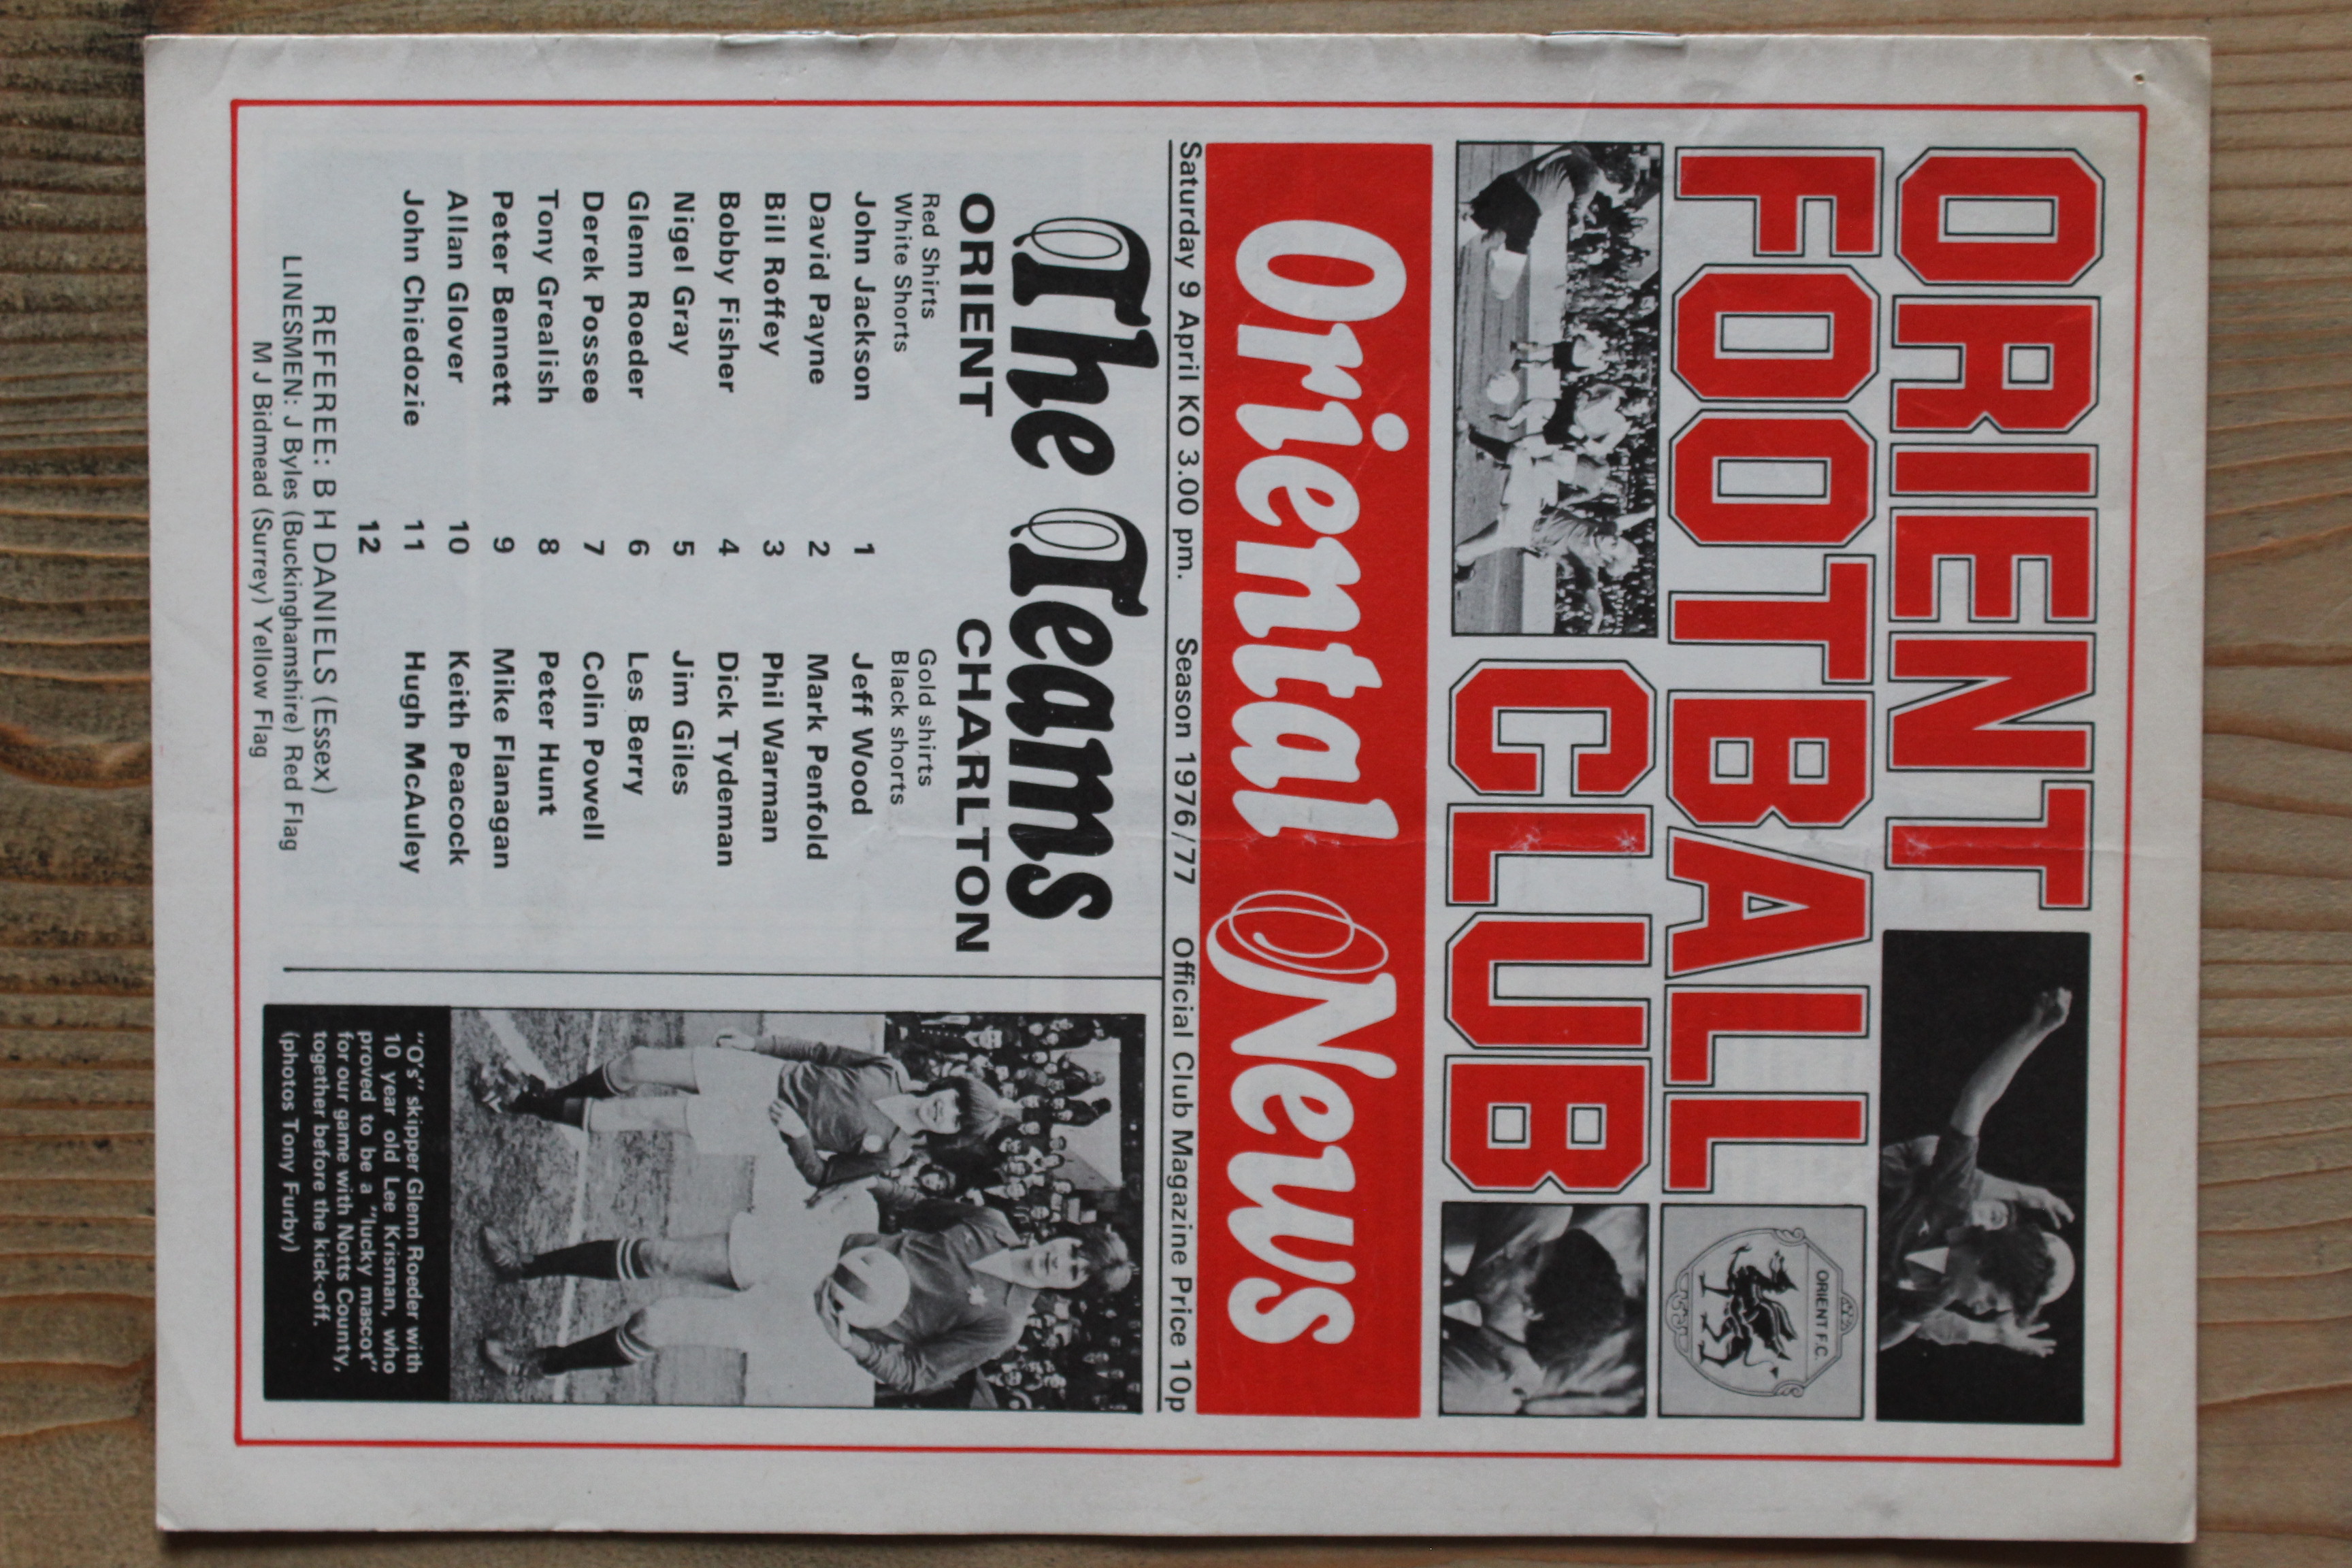 ORIENT
FOOTBALL
CLUB
ORIENT F.C.
Oriental News
Saturday 9 April KO 3.00 pm. Season 1976/77 Official Club Magazine Price 10p
The Teams
ORIENT CHARLTON
Red Shirts Gold shirts
White Shorts Black shorts
John Jackson 1 Jeff Wood
David Payne 2 Mark Penfold
Bill Roffey 3 Phil Warman
Bobby Fisher 4 Dick Tydeman
Nigel Gray 5 Jim Giles
Glenn Roeder 6 Les Berry
Derek Possee 7 Colin Powell
Tony Grealish 8 Peter Hunt
Peter Bennett 9 Mike Flanagan
Allan Glover 10 Keith Peacock
John Chiedozie 11 Hugh McAuley
12
REFEREE: B H DANIELS (Essex)
LINESMEN: J Byles (Buckinghamshire) Red Flag
M J Bidmead (Surrey) Yellow Flag
"O's" skipper Glenn Roeder with
10 year old Lee Krisman, who
proved to be a "lucky mascot"
for our game with Notts County,
together before the kick-off.
(photos Tony Furby)